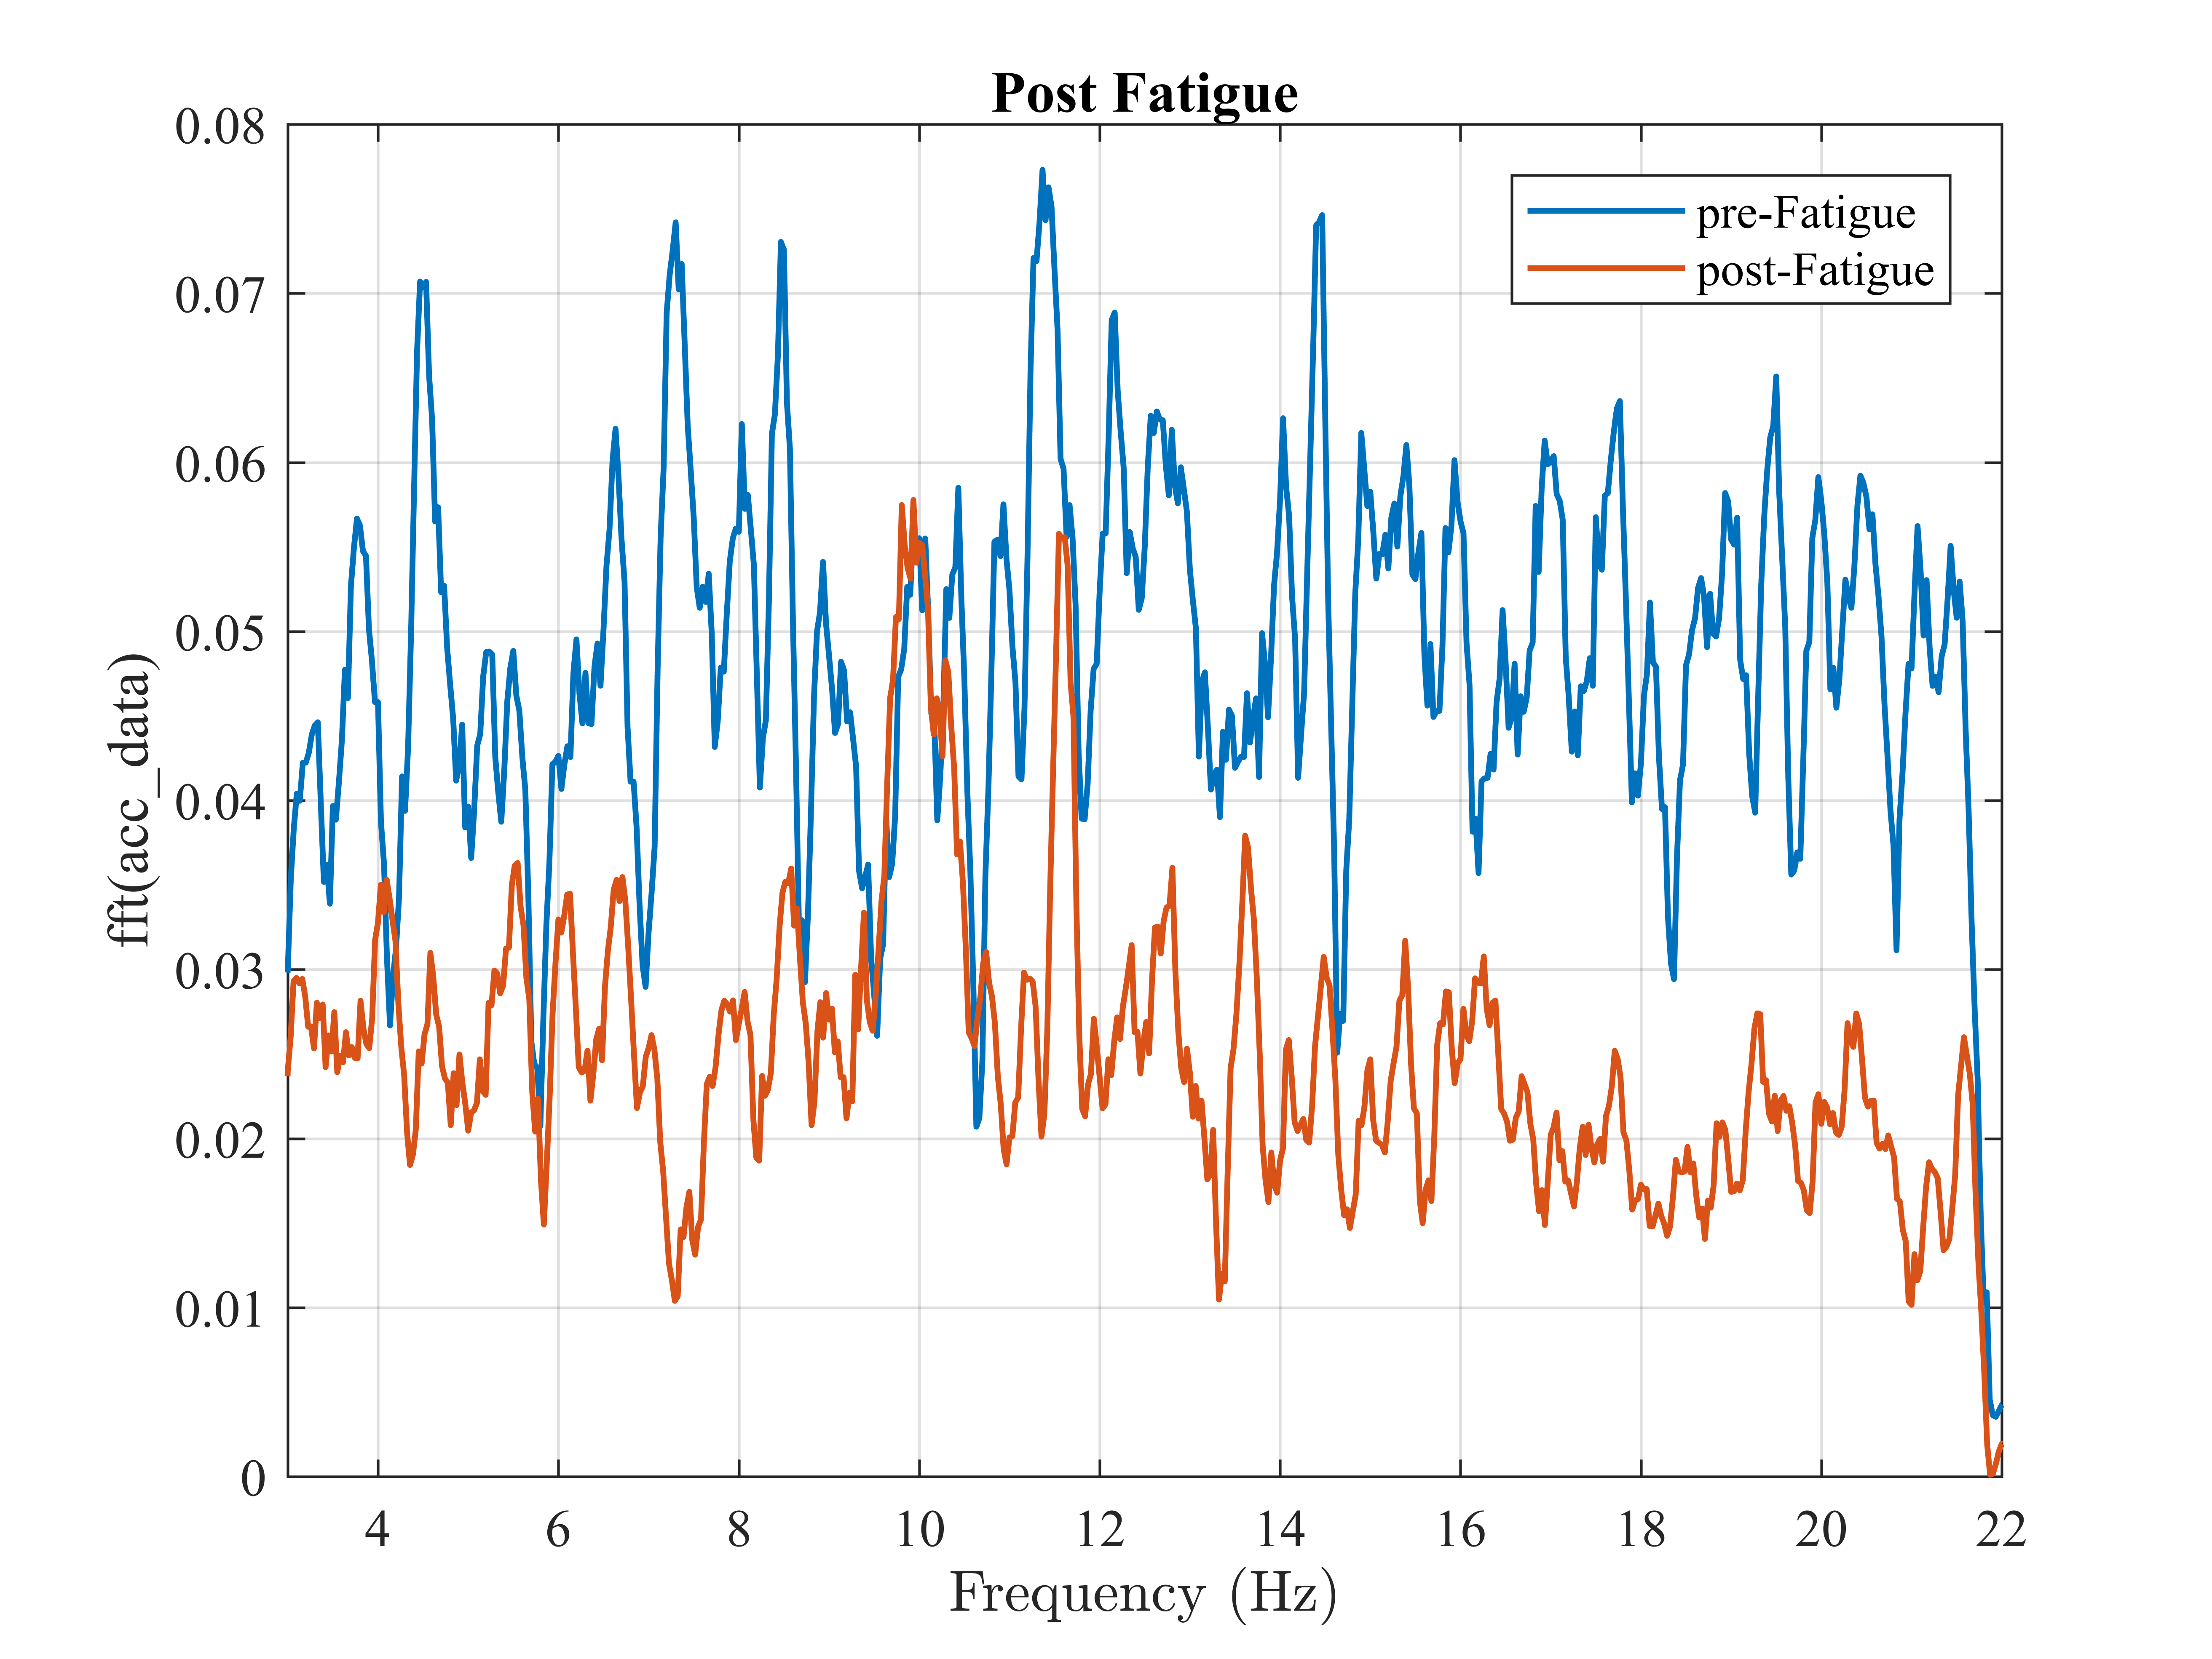 Post Fatigue
pre-Fatigue
post-Fatigue
fft(acc_data)
0.08
0.07
0.06
0.05
0.04
0.03
0.02
0.01
0
4 6 8 10 12 14 16 18 20 22
Frequency (Hz)